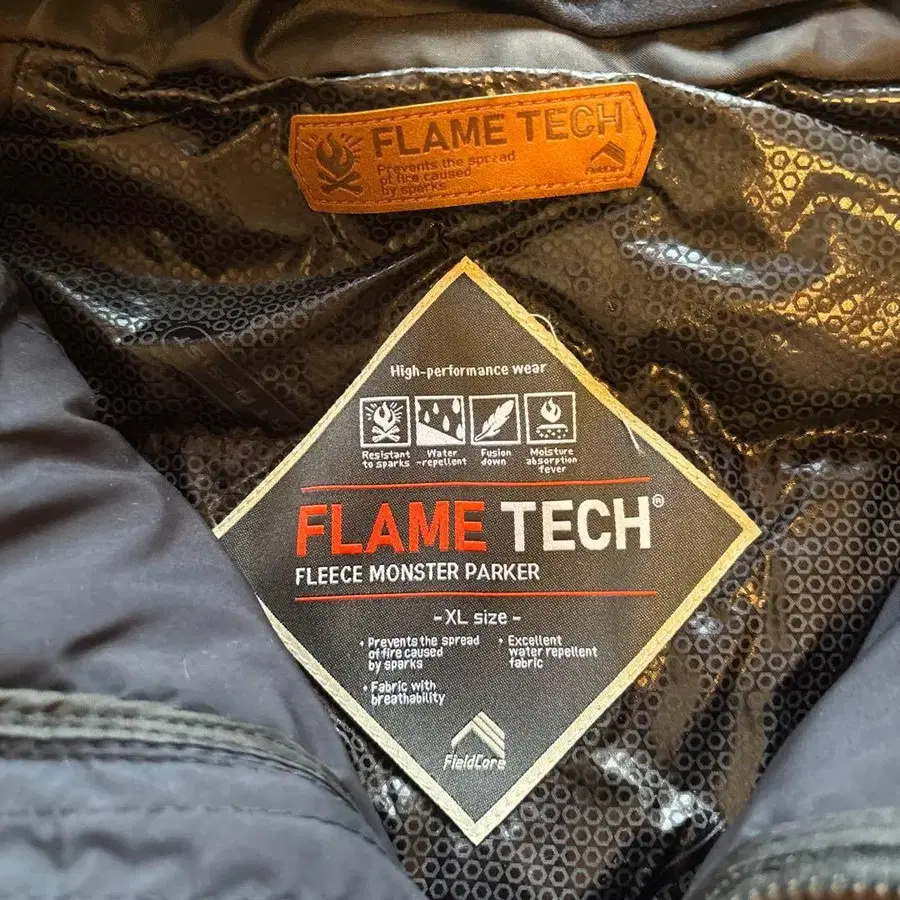 FLAME TECH
Prevents the spread
of fire caused
by sparks
FieldCore
High-performance wear
Resistant
to sparks
Water
-repellent
Fusion
down
Moisture
absorption
fever
FLAME TECH®
FLEECE MONSTER PARKER
- XL size -
・Prevents the spread
of fire caused
by sparks
・Excellent
water repellent
fabric
・Fabric with
breathability
FieldCore